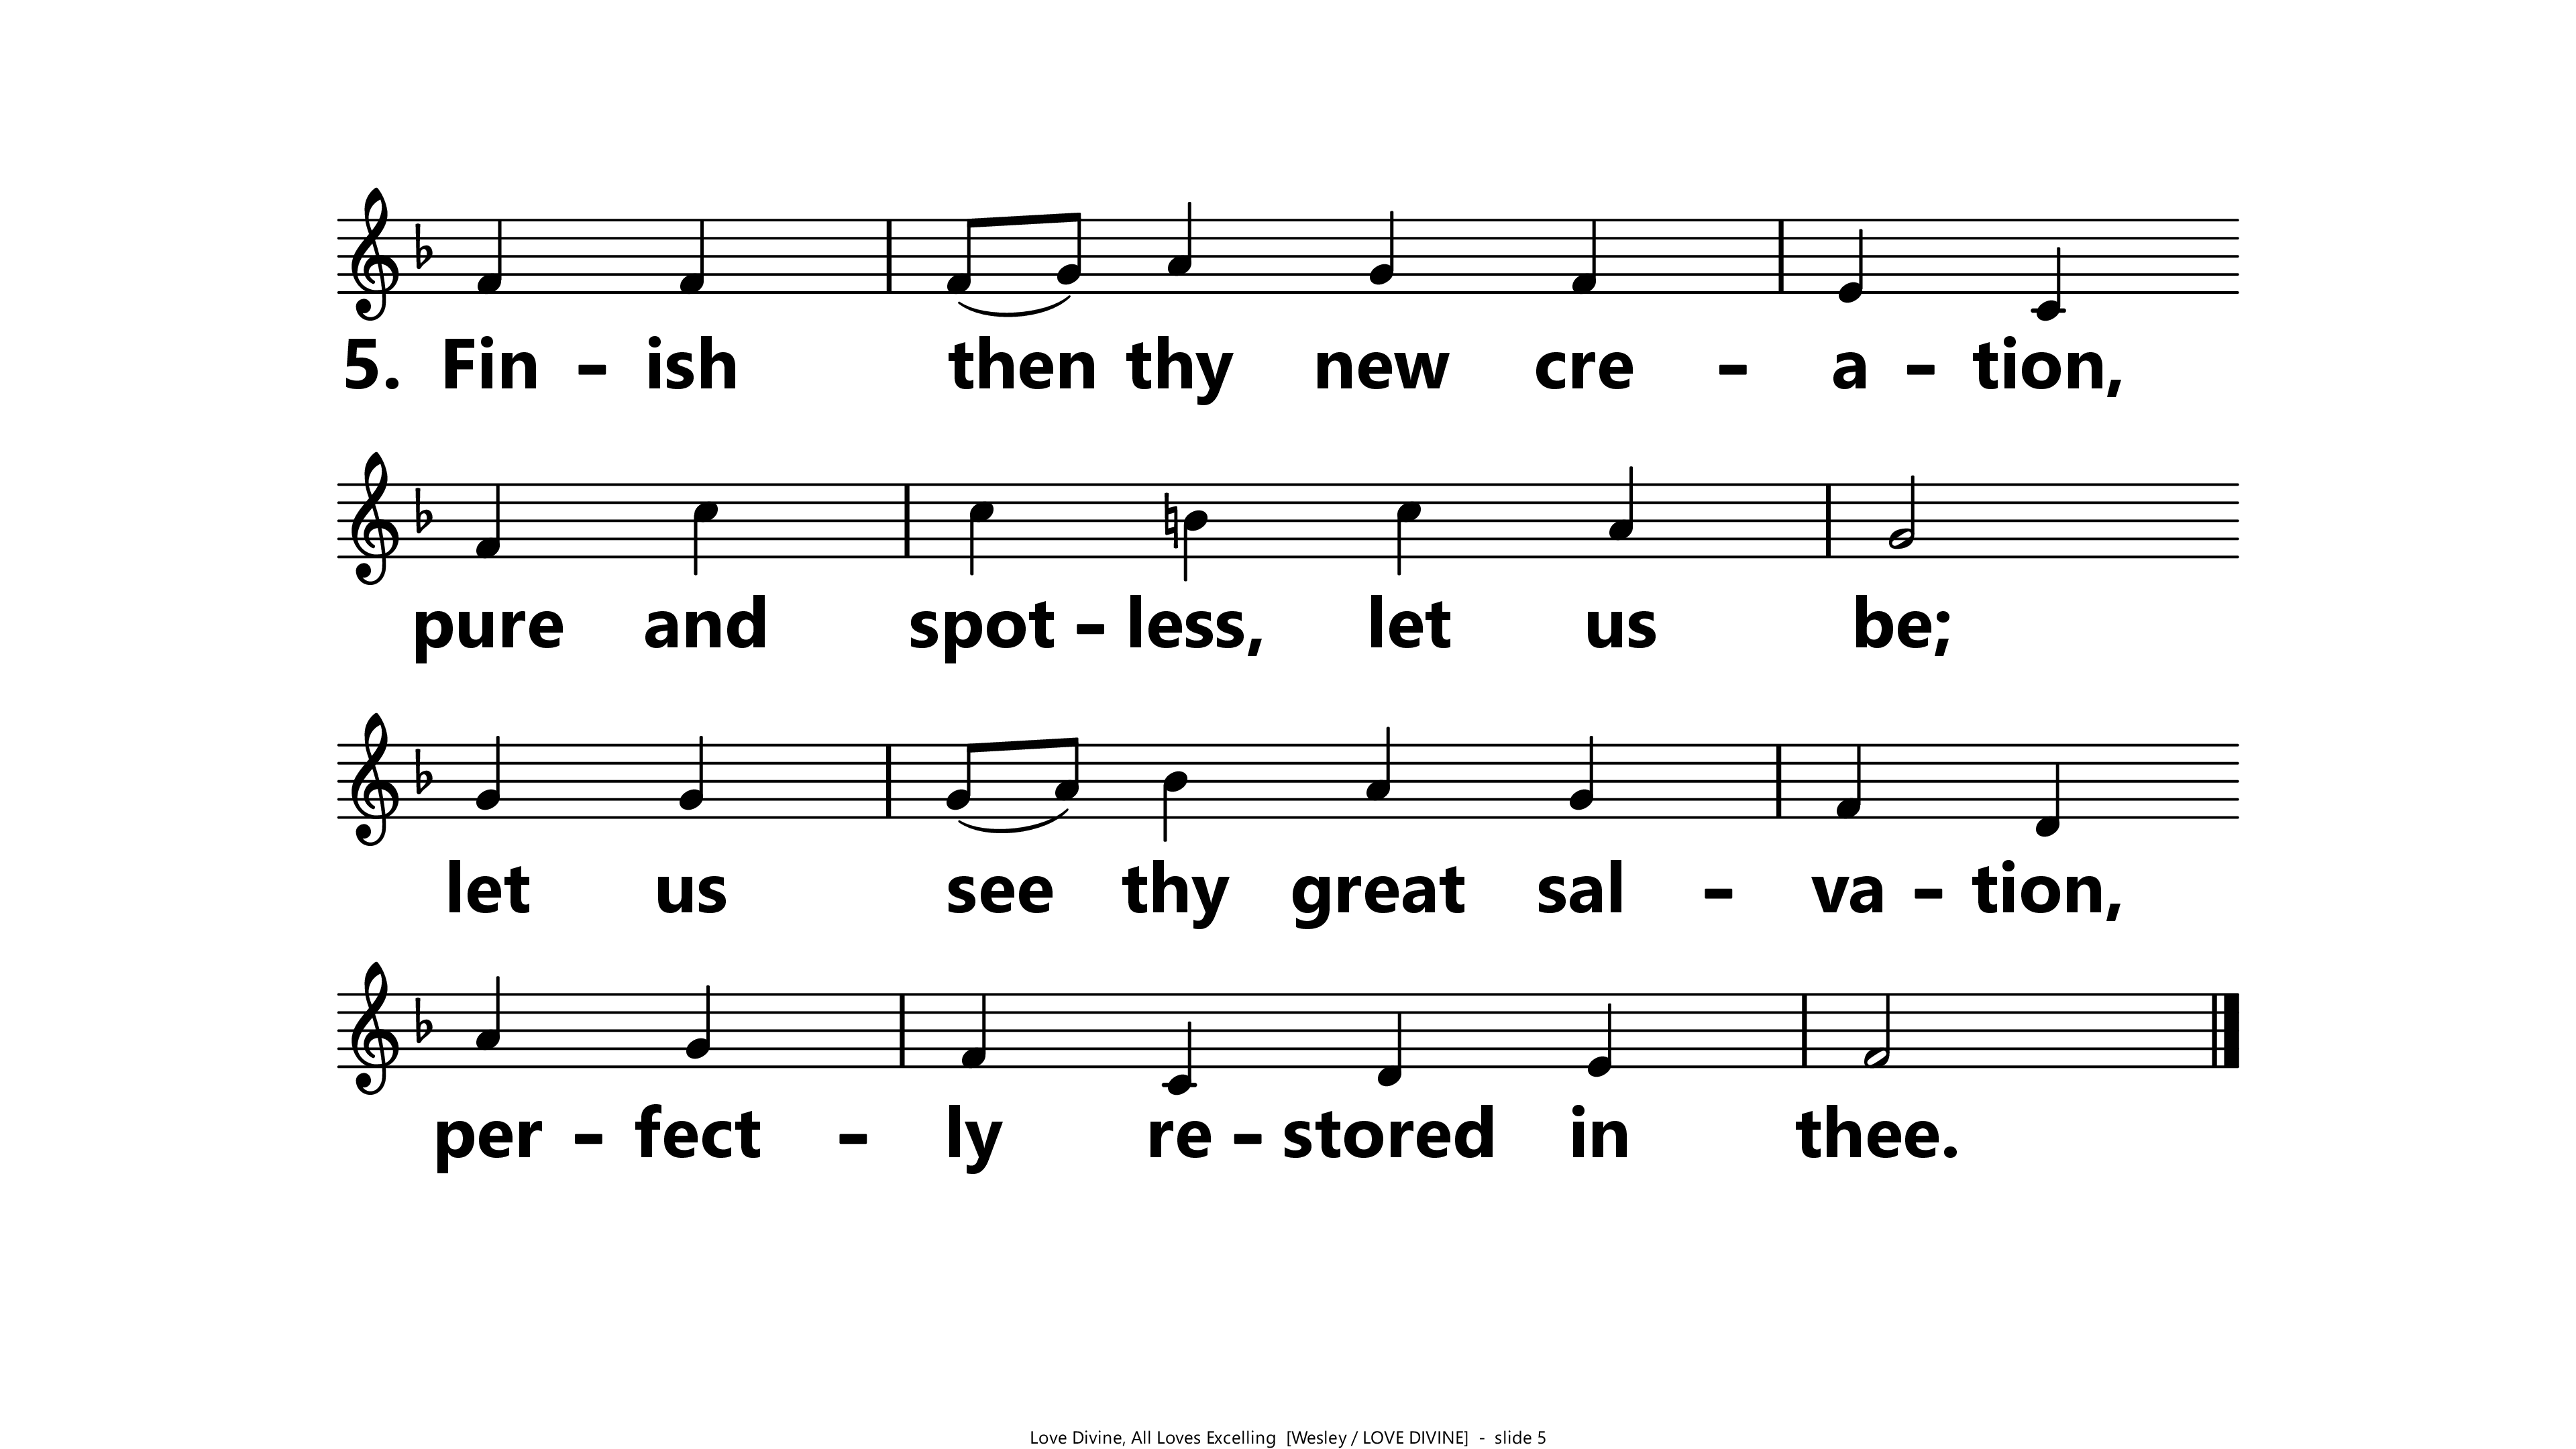 5. Fin - ish then thy new cre - a - tion,
pure and spot - less, let us be;
let us see thy great sal - va - tion,
per - fect - ly re - stored in thee.
Love Divine, All Loves Excelling [Wesley / LOVE DIVINE] - slide 5